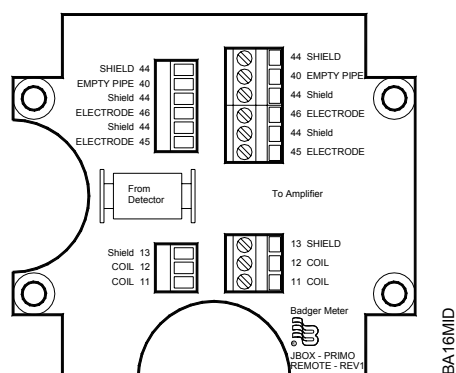 SHIELD 44
EMPTY PIPE 40
Shield 44
ELECTRODE 46
Shield 44
ELECTRODE 45
44 SHIELD
40 EMPTY PIPE
44 Shield
46 ELECTRODE
44 Shield
45 ELECTRODE
From
Detector
To Amplifier
Shield 13
COIL 12
COIL 11
13 SHIELD
12 COIL
11 COIL
Badger Meter
JBOX - PRIMO
REMOTE - REV1
BA16MID